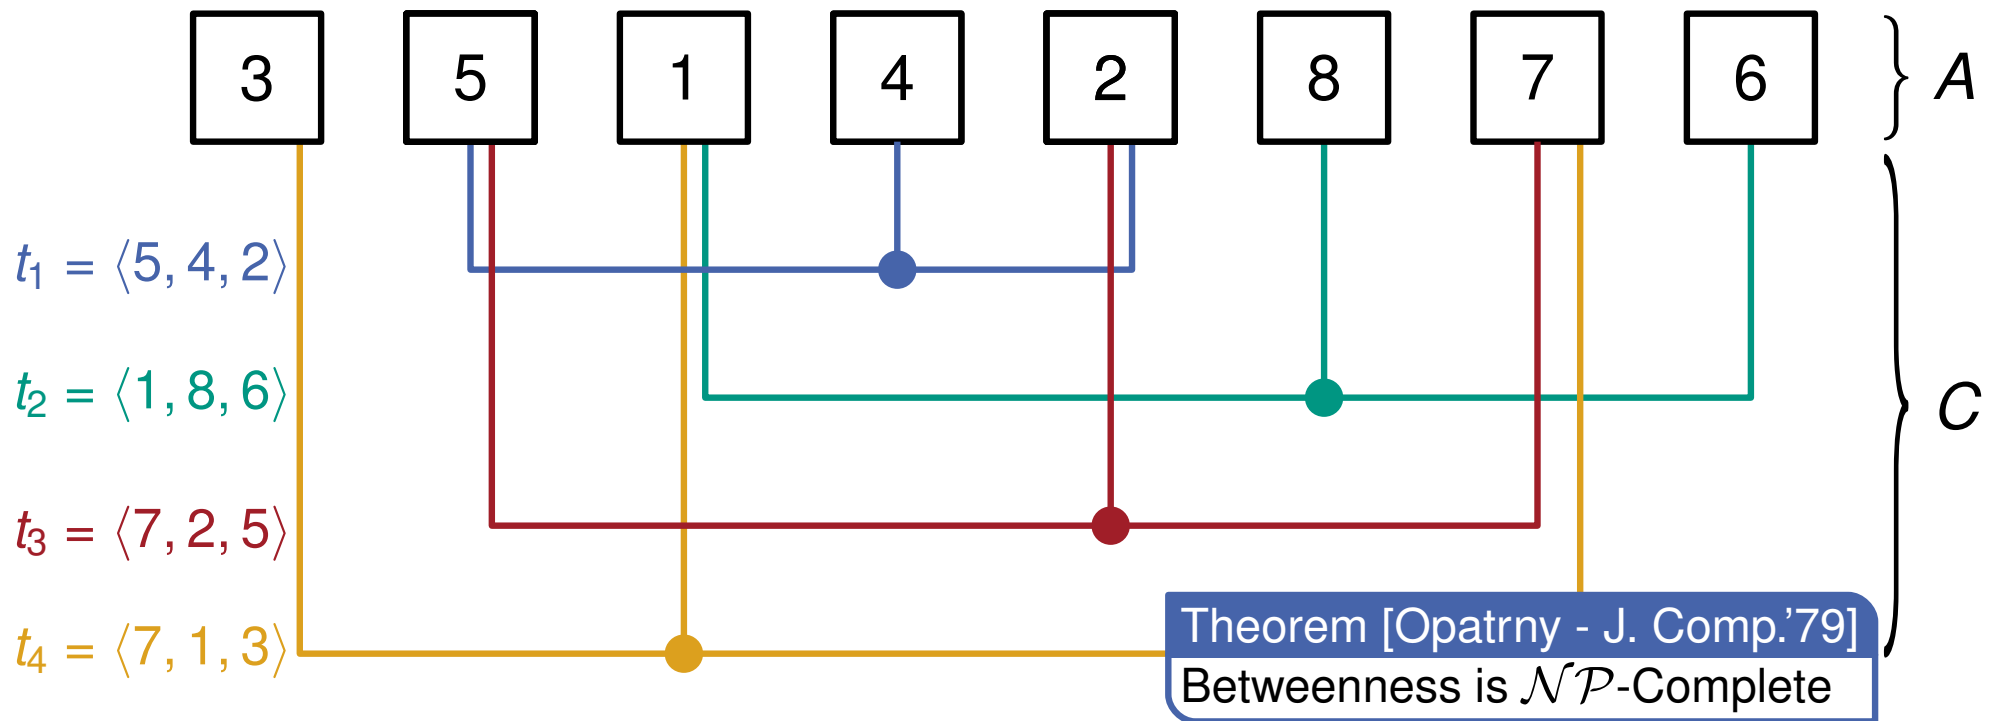 3 5 1 4 2 8 7 6 A
t₁ = ⟨5, 4, 2⟩
t₂ = ⟨1, 8, 6⟩
C
t₃ = ⟨7, 2, 5⟩
t₄ = ⟨7, 1, 3⟩
Theorem [Opatrny - J. Comp.’79]
Betweenness is 𝒩𝒫-Complete